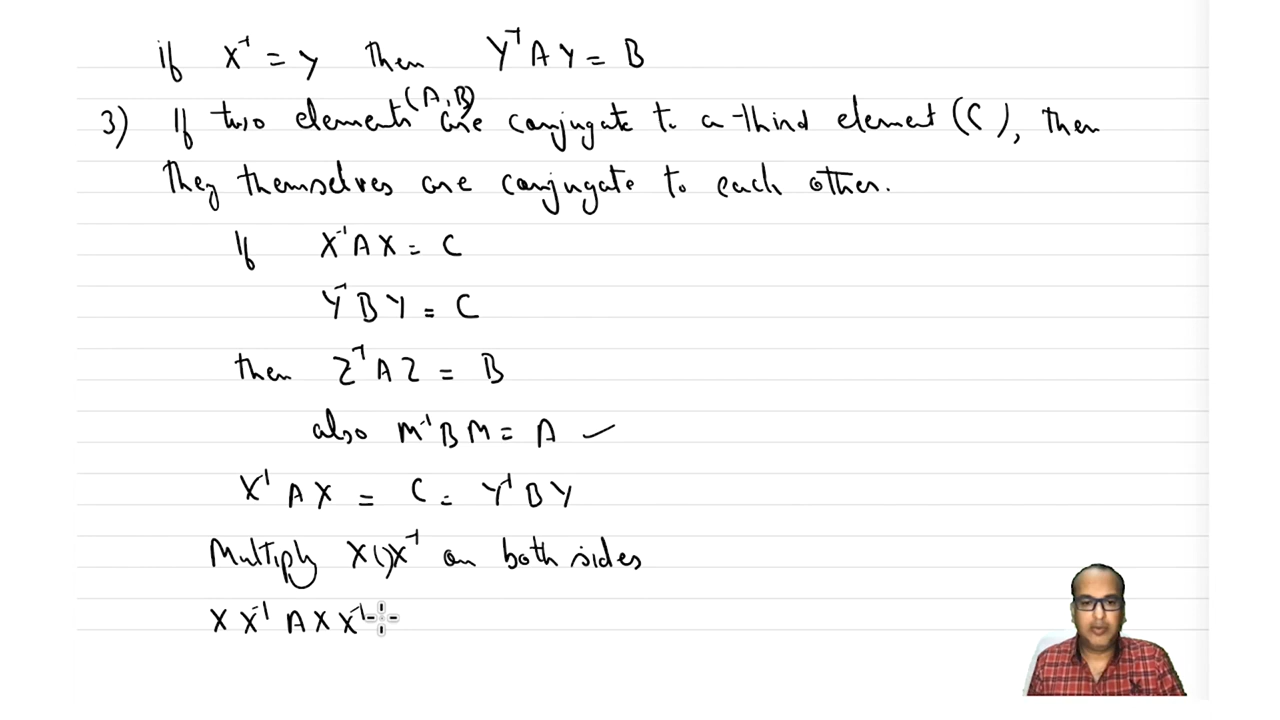 If X⁻¹ = Y then Y⁻¹ A Y = B
3) If two elements (A, B) are conjugate to a third element (C), then
they themselves are conjugate to each other.
If X⁻¹ A X = C
Y⁻¹ B Y = C
then Z⁻¹ A Z = B
also M⁻¹ B M = A ✓
X⁻¹ A X = C = Y⁻¹ B Y
Multiply X()X⁻¹ on both sides
X X⁻¹ A X X⁻¹